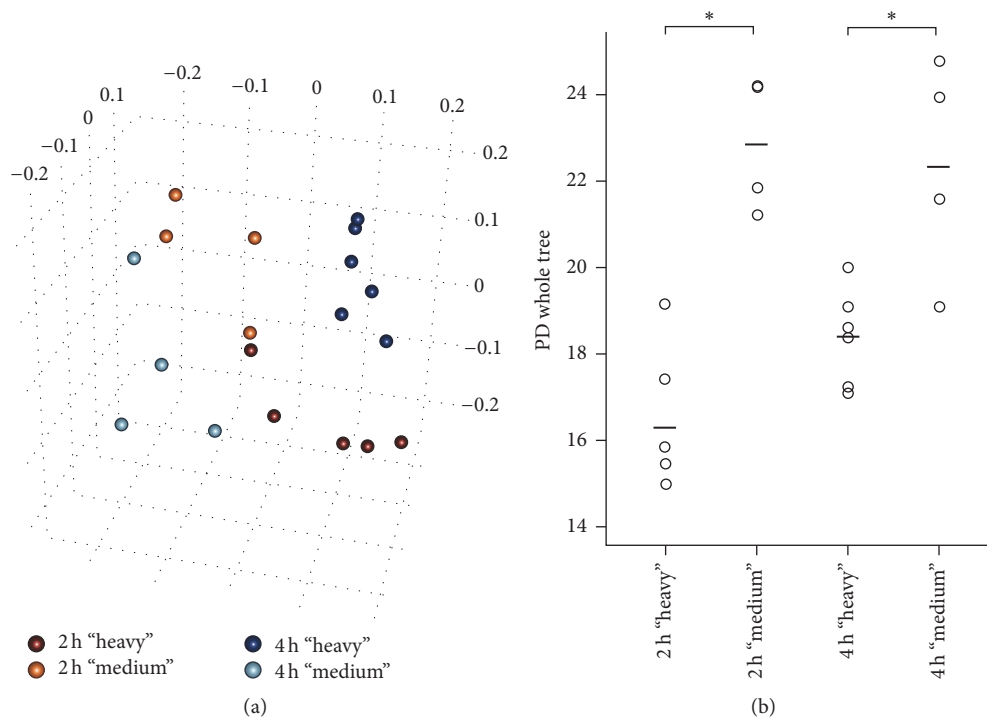 −0.2
−0.1
0
0.1
−0.2
−0.1
0
0.1
0.2
0.2
0.1
0
−0.1
−0.2
2 h “heavy”
2 h “medium”
4 h “heavy”
4 h “medium”
(a)
*
*
PD whole tree
24
22
20
18
16
14
2 h “heavy”
2 h “medium”
4 h “heavy”
4 h “medium”
(b)